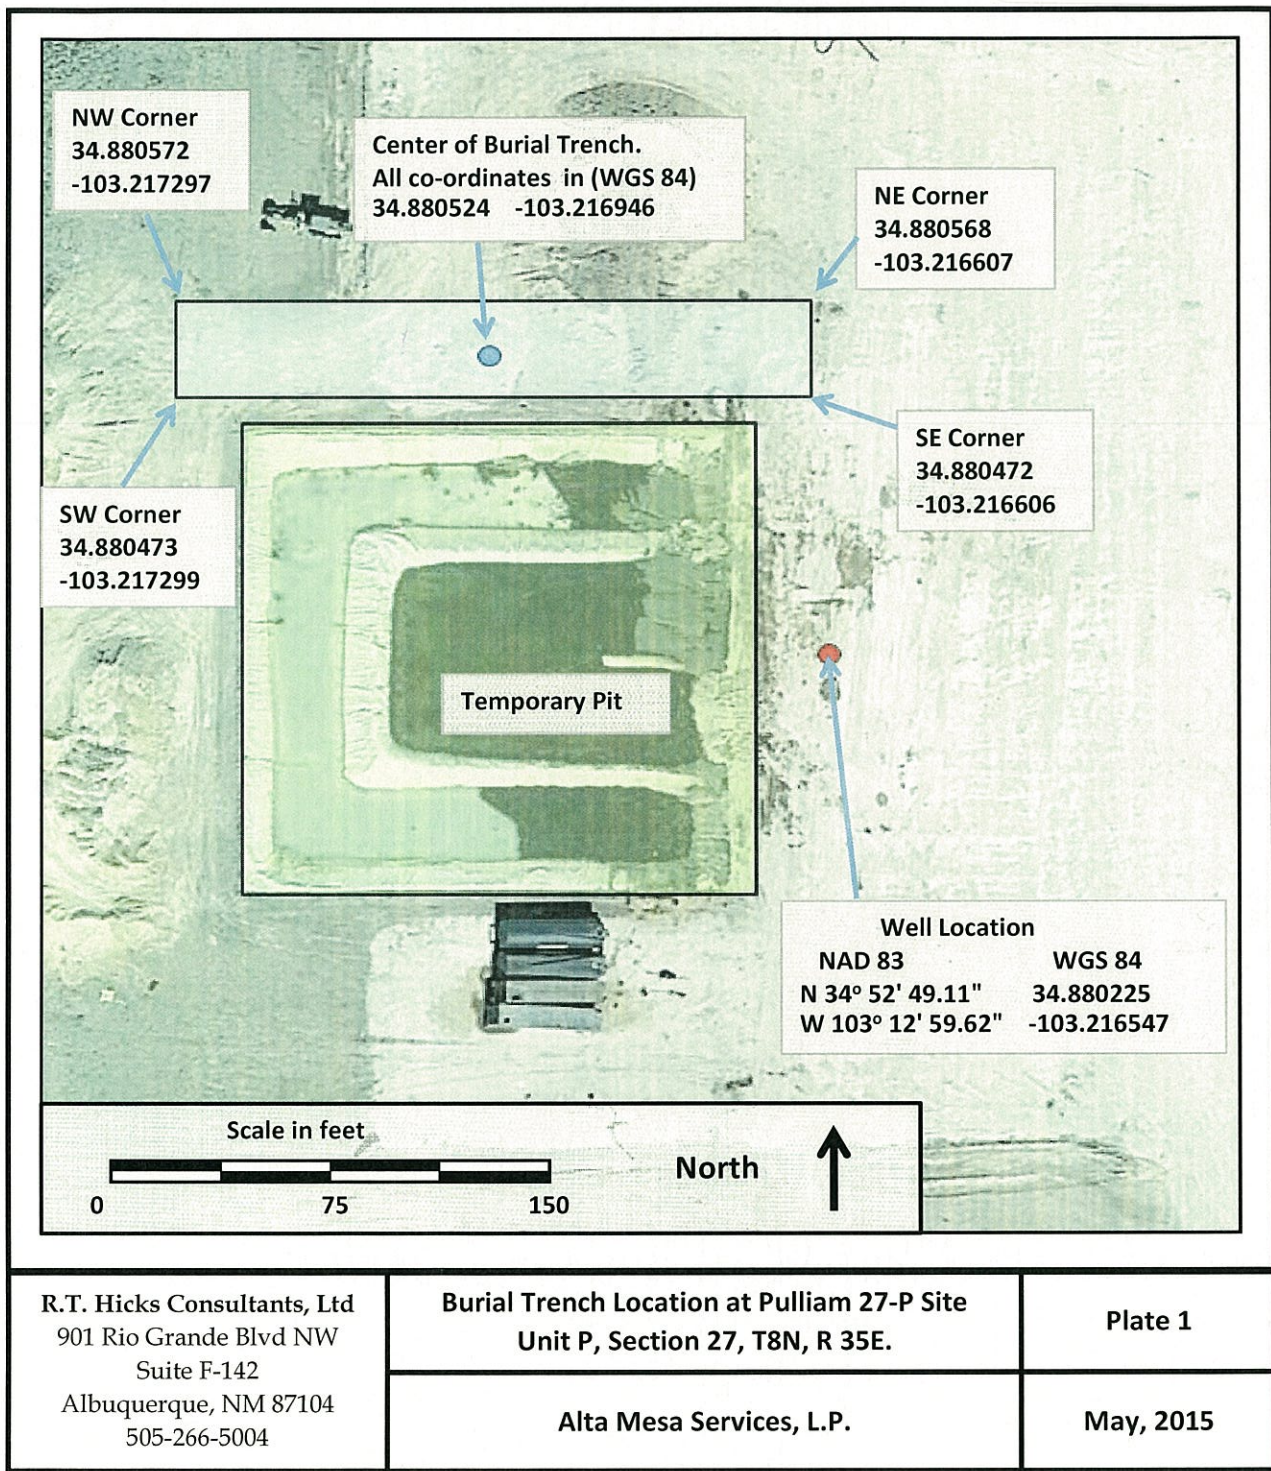 NW Corner
34.880572
-103.217297
Center of Burial Trench.
All co-ordinates in (WGS 84)
34.880524 -103.216946
NE Corner
34.880568
-103.216607
SE Corner
34.880472
-103.216606
SW Corner
34.880473
-103.217299
Temporary Pit
Well Location
NAD 83 WGS 84
N 34º 52' 49.11" 34.880225
W 103º 12' 59.62" -103.216547
Scale in feet
0 75 150
North
R.T. Hicks Consultants, Ltd
901 Rio Grande Blvd NW
Suite F-142
Albuquerque, NM 87104
505-266-5004
Burial Trench Location at Pulliam 27-P Site
Unit P, Section 27, T8N, R 35E.
Alta Mesa Services, L.P.
Plate 1
May, 2015